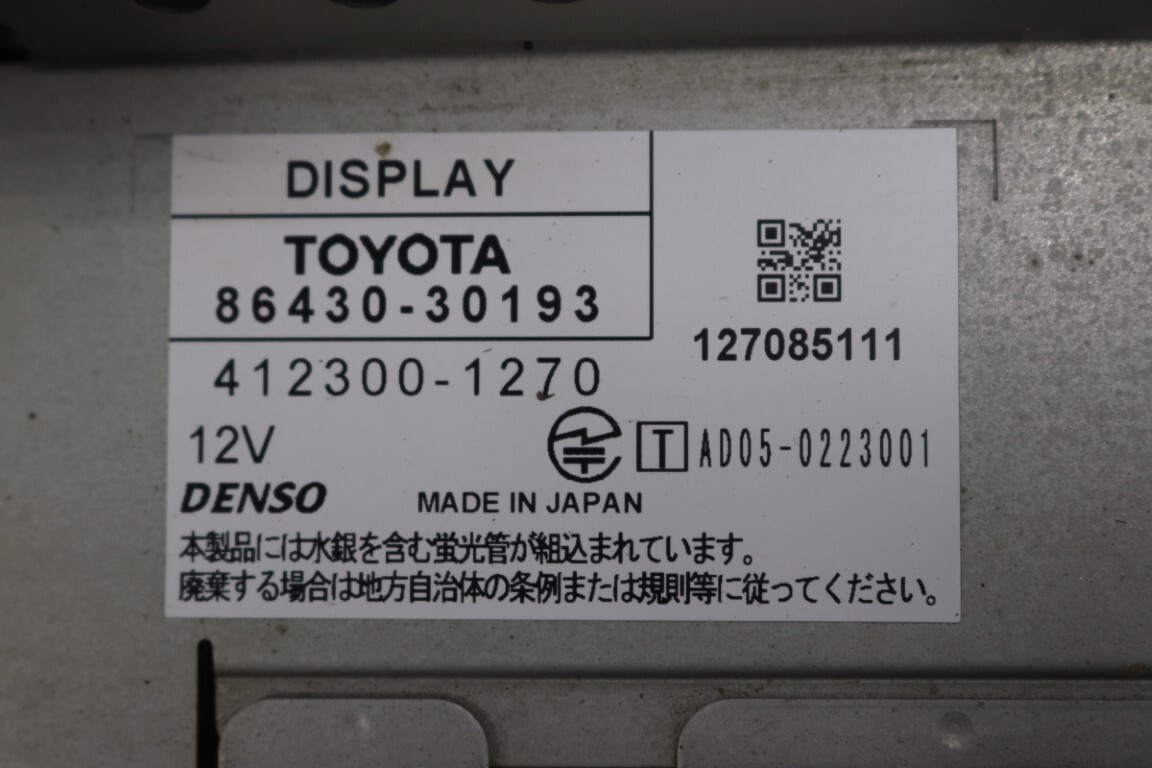 DISPLAY
TOYOTA
86430-30193
127085111
412300-1270
12V
T AD05-0223001
DENSO
MADE IN JAPAN
本製品には水銀を含む蛍光管が組込まれています。
廃棄する場合は地方自治体の条例または規則等に従ってください。